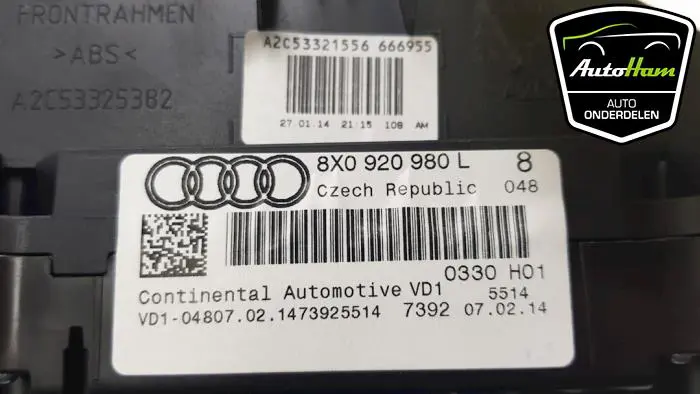 FRONTRAHMEN
>ABS<
A2C53325382
A2C53321556 666955
27.01.14 21:15 108 AM
AutoHam
AUTO
ONDERDELEN
8X0 920 980 L 8
Czech Republic 048
0330 H01
Continental Automotive VD1 5514
VD1-04807.02.1473925514 7392 07.02.14